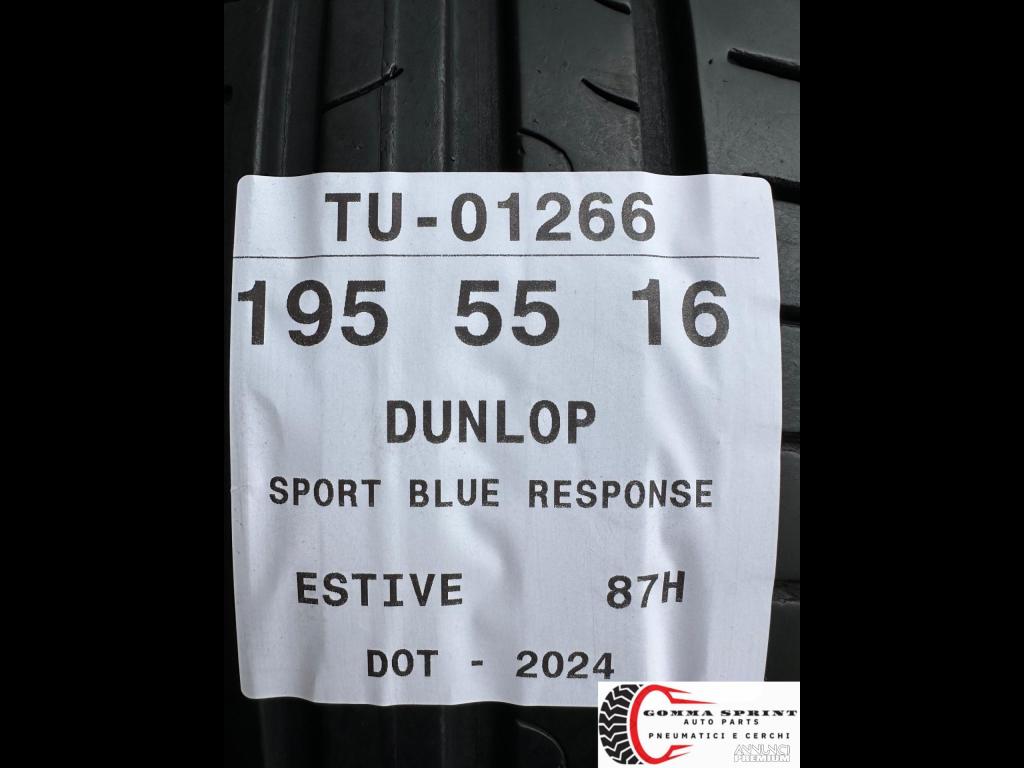 TU-01266
195 55 16
DUNLOP
SPORT BLUE RESPONSE
ESTIVE 87H
DOT - 2024
GOMMA SPRINT
AUTO PARTS
PNEUMATICI E CERCHI
ANNUNCI
PREMIUM